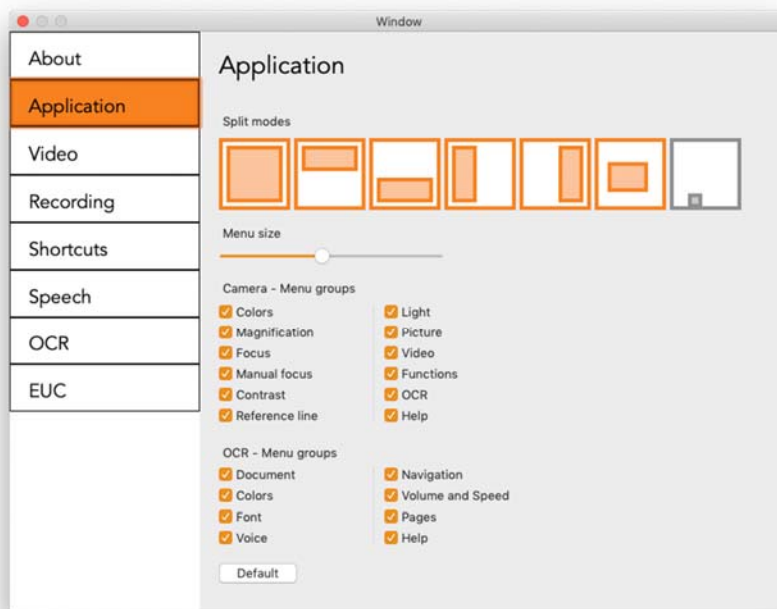 Window
About
Application
Video
Recording
Shortcuts
Speech
OCR
EUC
Application
Split modes
Menu size
Camera - Menu groups
Colors
Magnification
Focus
Manual focus
Contrast
Reference line
Light
Picture
Video
Functions
OCR
Help
OCR - Menu groups
Document
Colors
Font
Voice
Navigation
Volume and Speed
Pages
Help
Default